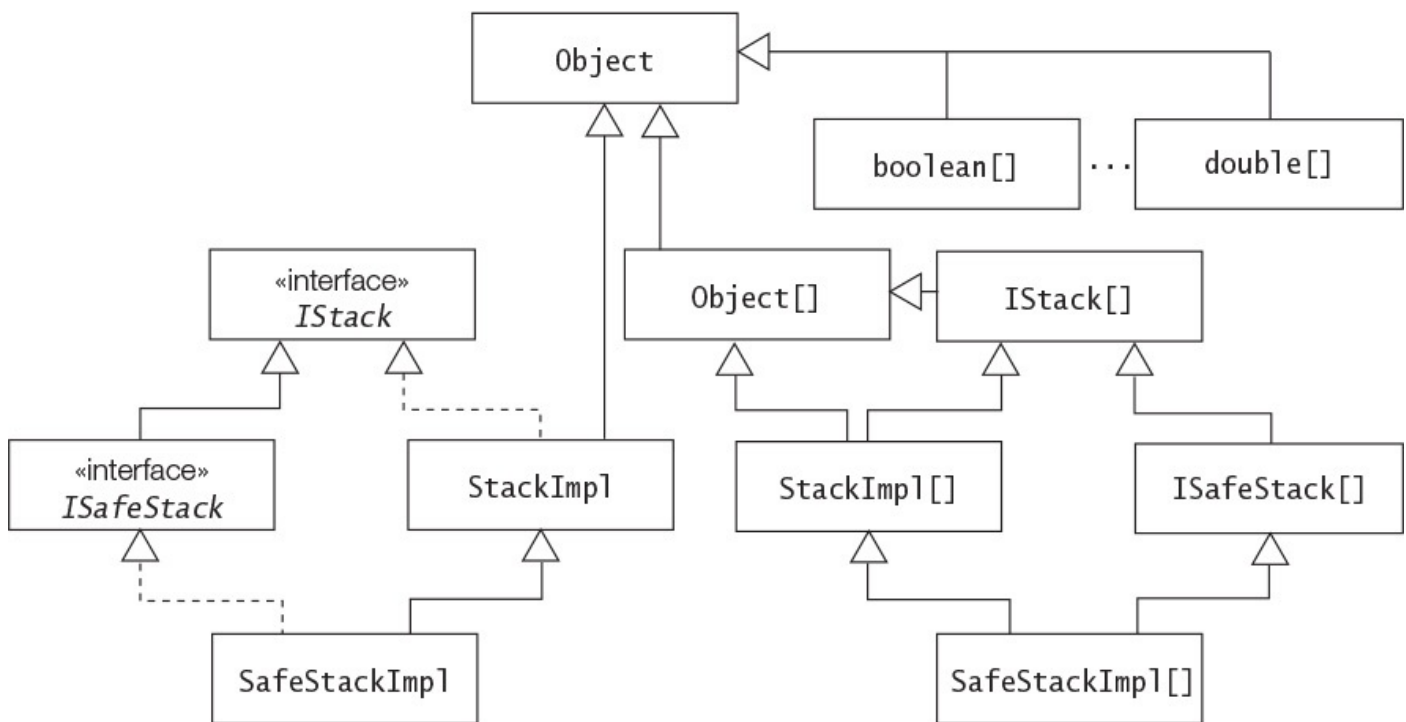 Object
boolean[]
...
double[]
«interface»
IStack
Object[]
IStack[]
«interface»
ISafeStack
StackImpl
StackImpl[]
ISafeStack[]
SafeStackImpl
SafeStackImpl[]